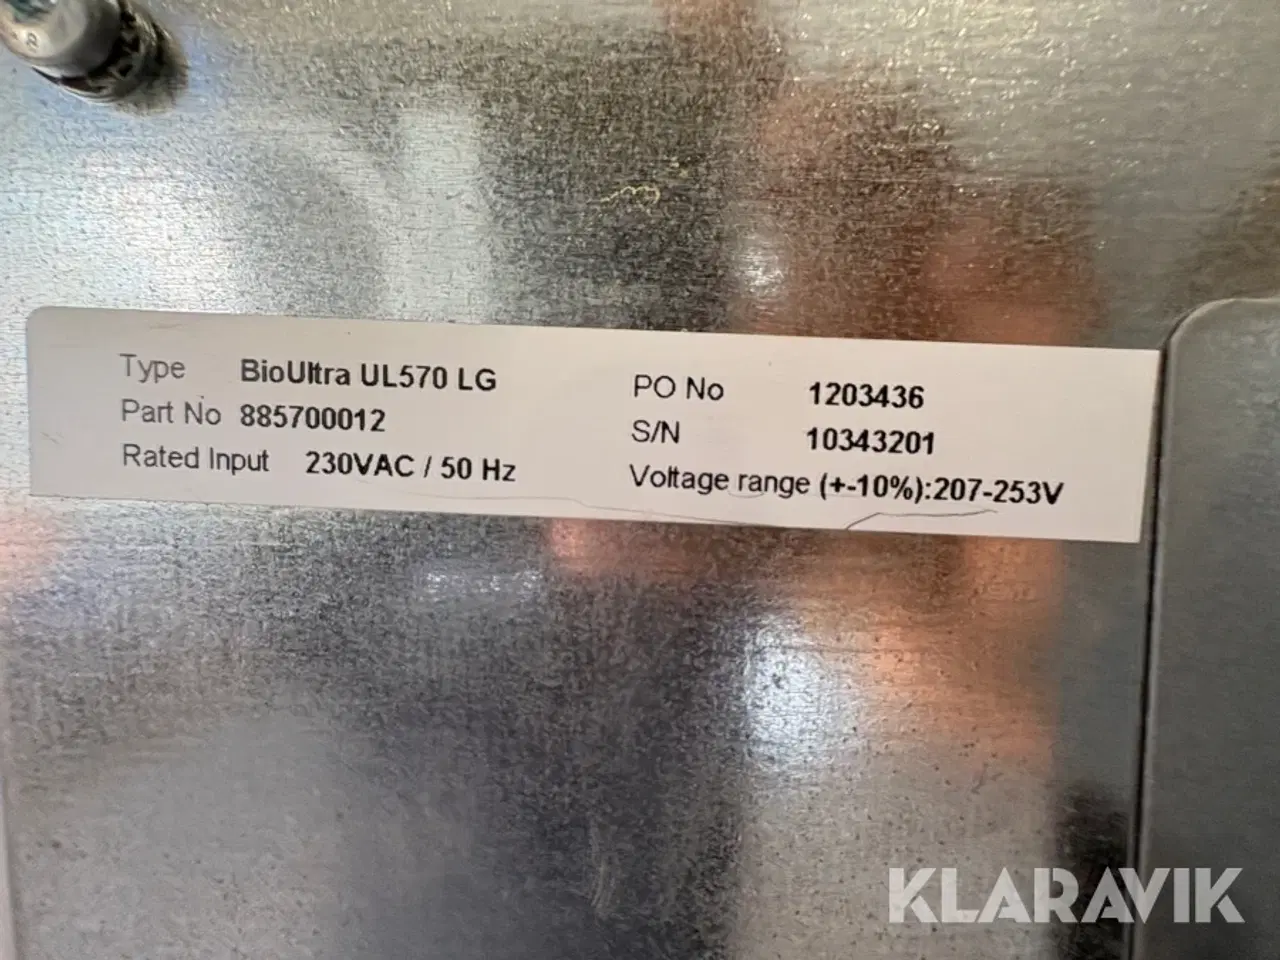 Type BioUltra UL570 LG
Part No 885700012
Rated Input 230VAC / 50 Hz
PO No 1203436
S/N 10343201
Voltage range (+-10%):207-253V
KLARAVIK